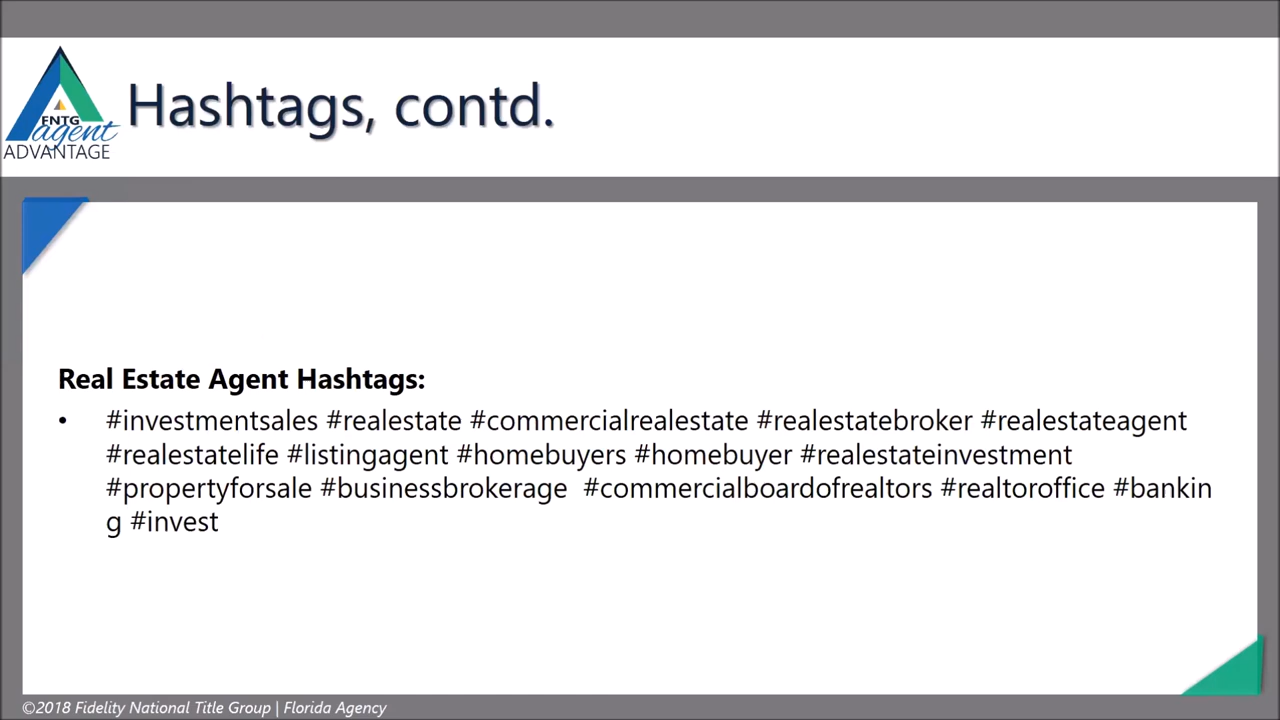 FNTG
agent
ADVANTAGE
Hashtags, contd.
Real Estate Agent Hashtags:
• #investmentsales #realestate #commercialrealestate #realestatebroker #realestateagent
#realestatelife #listingagent #homebuyers #homebuyer #realestateinvestment
#propertyforsale #businessbrokerage  #commercialboardofrealtors #realtoroffice #bankin
g #invest
©2018 Fidelity National Title Group | Florida Agency